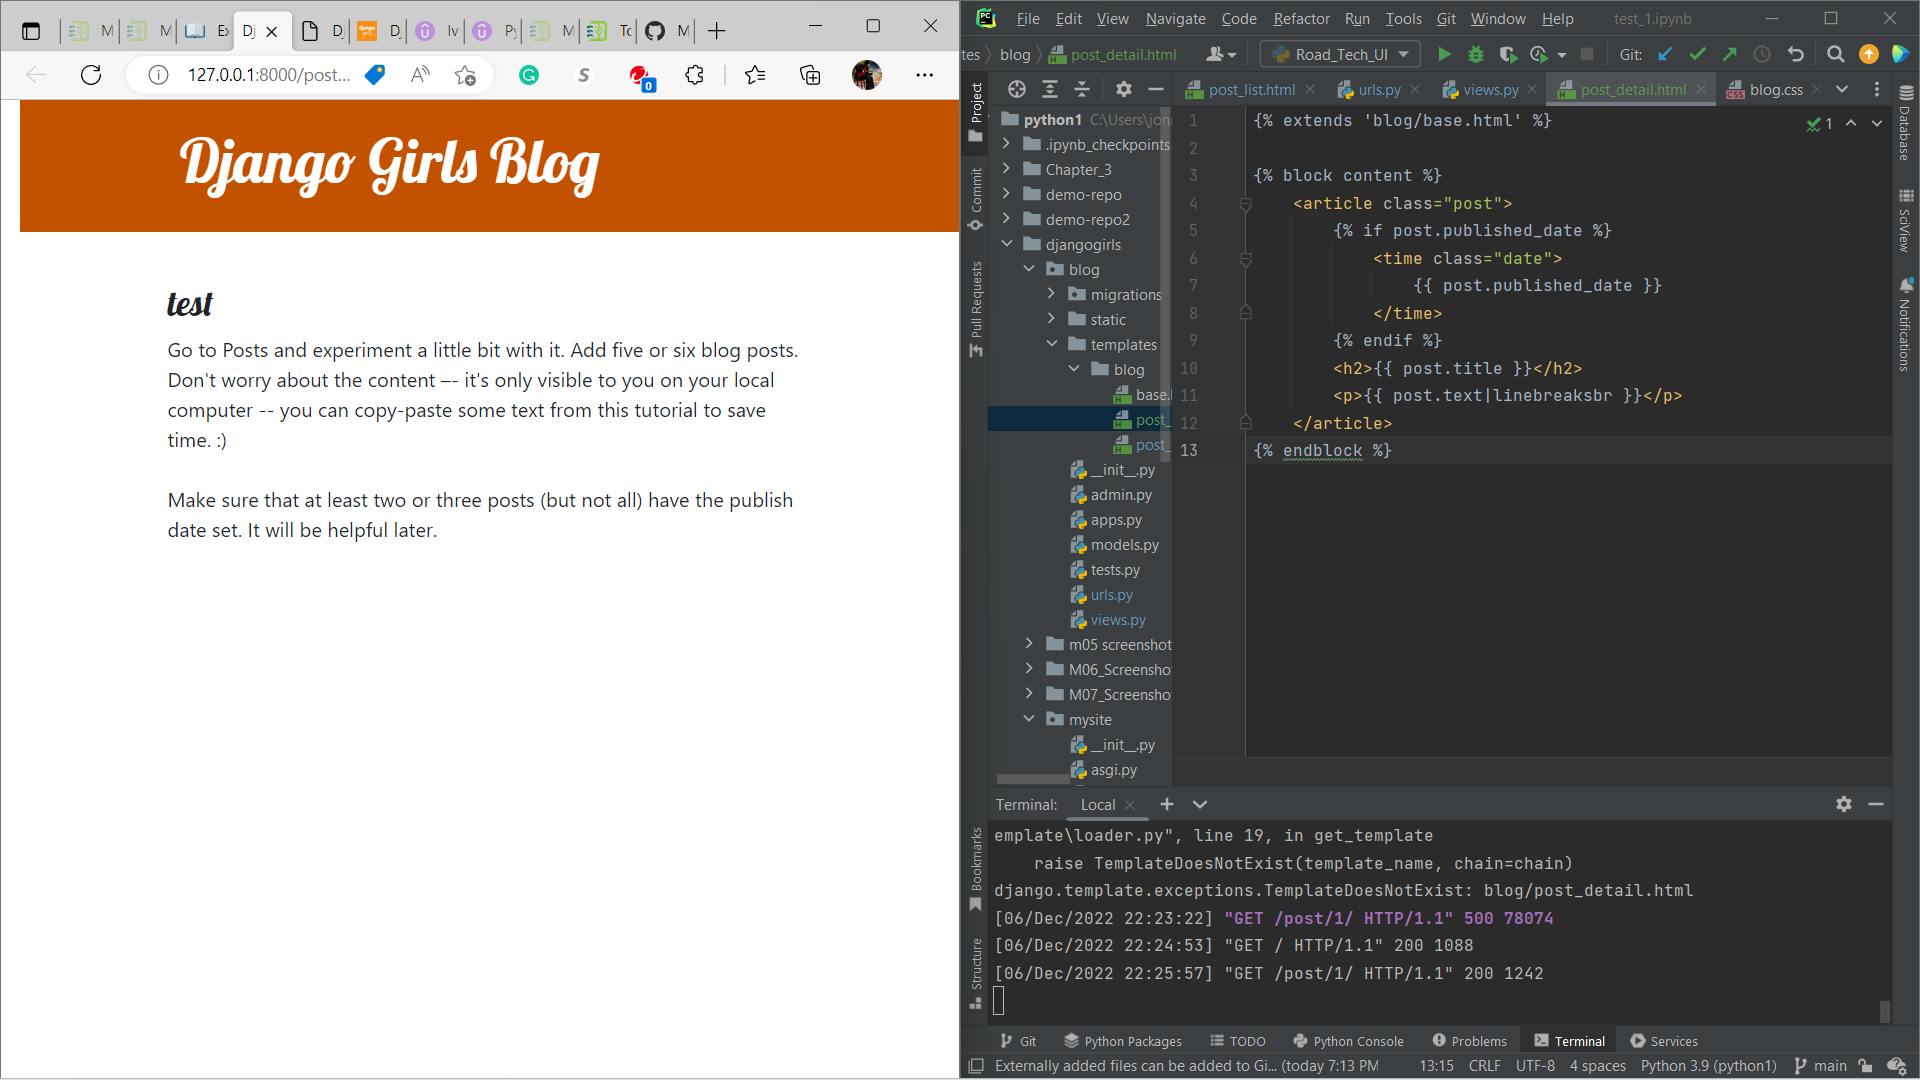 M
M
E›
Dj
D
D
Iv
Py
M
Tc
M
127.0.0.1:8000/post...
0
Django Girls Blog
test
Go to Posts and experiment a little bit with it. Add five or six blog posts.
Don't worry about the content –- it's only visible to you on your local
computer -- you can copy-paste some text from this tutorial to save
time. :)
Make sure that at least two or three posts (but not all) have the publish
date set. It will be helpful later.
PC
File Edit View Navigate Code Refactor Run Tools Git Window Help
test_1.ipynb
tes
blog
post_detail.html
Road_Tech_UI
Git:
Project
Commit
Pull Requests
Bookmarks
Structure
python1 C:\Users\jon
.ipynb_checkpoints
Chapter_3
demo-repo
demo-repo2
djangogirls
blog
migrations
static
templates
blog
base.
post_
post_
__init__.py
admin.py
apps.py
models.py
tests.py
urls.py
views.py
m05 screenshot
M06_Screensho
M07_Screensho
mysite
__init__.py
asgi.py
post_list.html
urls.py
views.py
post_detail.html
blog.css
1
1 {% extends 'blog/base.html' %}
2
3 {% block content %}
4 <article class="post">
5 {% if post.published_date %}
6 <time class="date">
7 {{ post.published_date }}
8 </time>
9 {% endif %}
10 <h2>{{ post.title }}</h2>
11 <p>{{ post.text|linebreaksbr }}</p>
12 </article>
13 {% endblock %}
Database
SciView
Notifications
Terminal: Local
emplate\loader.py", line 19, in get_template
raise TemplateDoesNotExist(template_name, chain=chain)
django.template.exceptions.TemplateDoesNotExist: blog/post_detail.html
[06/Dec/2022 22:23:22] "GET /post/1/ HTTP/1.1" 500 78074
[06/Dec/2022 22:24:53] "GET / HTTP/1.1" 200 1088
[06/Dec/2022 22:25:57] "GET /post/1/ HTTP/1.1" 200 1242
Git Python Packages TODO Python Console Problems Terminal Services
Externally added files can be added to Gi... (today 7:13 PM 13:15 CRLF UTF-8 4 spaces Python 3.9 (python1) main